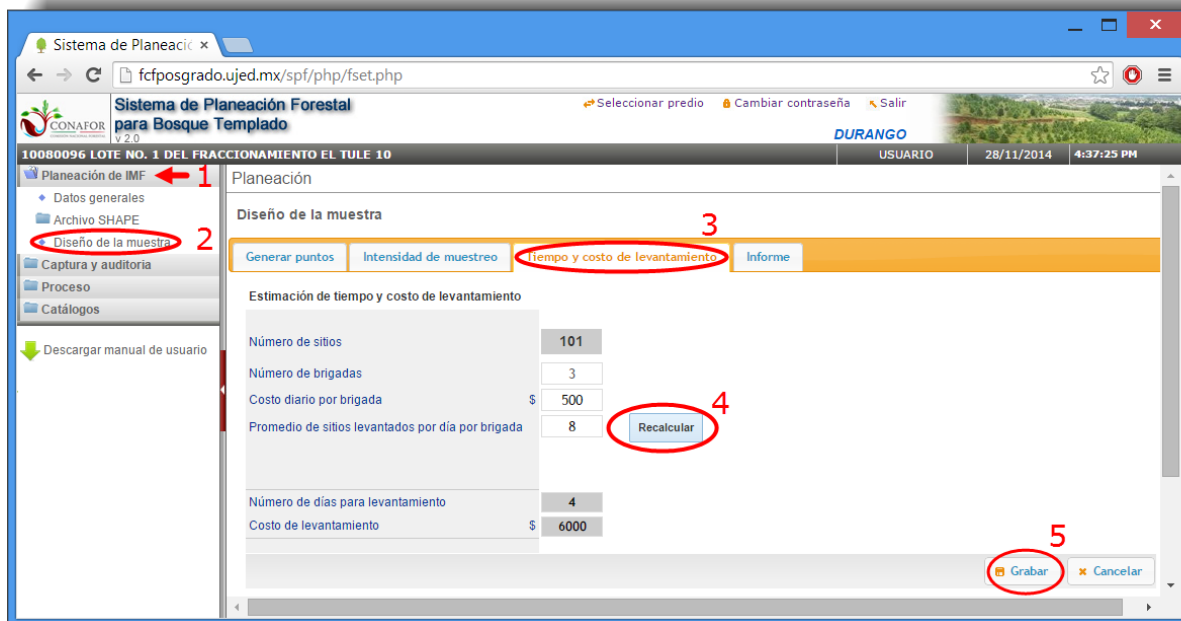 Sistema de Planeació
fcfposgrado.ujed.mx/spf/php/fset.php
CONAFOR
Sistema de Planeación Forestal
para Bosque Templado
v 2.0
Seleccionar predio Cambiar contraseña Salir
DURANGO
10080096 LOTE NO. 1 DEL FRACCIONAMIENTO EL TULE 10
USUARIO 28/11/2014 4:37:25 PM
Planeación de IMF 1
Datos generales
Archivo SHAPE
Diseño de la muestra 2
Captura y auditoria
Proceso
Catálogos
Descargar manual de usuario
Planeación
Diseño de la muestra
3
Generar puntos Intensidad de muestreo Tiempo y costo de levantamiento Informe
Estimación de tiempo y costo de levantamiento
Número de sitios 101
Número de brigadas 3
Costo diario por brigada $ 500
4
Promedio de sitios levantados por día por brigada 8 Recalcular
Número de días para levantamiento 4
Costo de levantamiento $ 6000
5
Grabar Cancelar